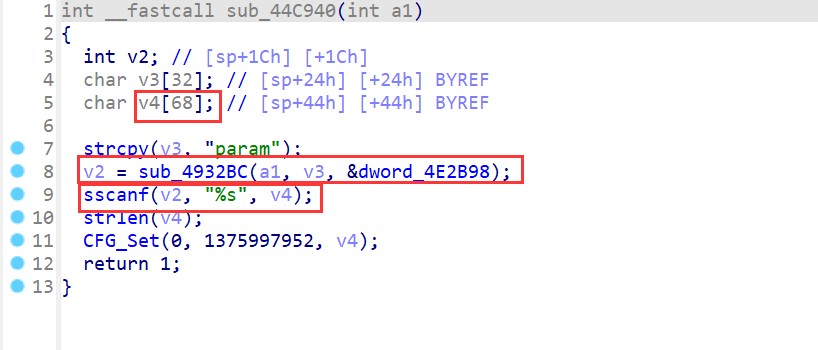 1 int __fastcall sub_44C940(int a1)
2 {
3 int v2; // [sp+1Ch] [+1Ch]
4 char v3[32]; // [sp+24h] [+24h] BYREF
5 char v4[68]; // [sp+44h] [+44h] BYREF
6
7 strcpy(v3, "param");
8 v2 = sub_4932BC(a1, v3, &dword_4E2B98);
9 sscanf(v2, "%s", v4);
10 strlen(v4);
11 CFG_Set(0, 1375997952, v4);
12 return 1;
13 }